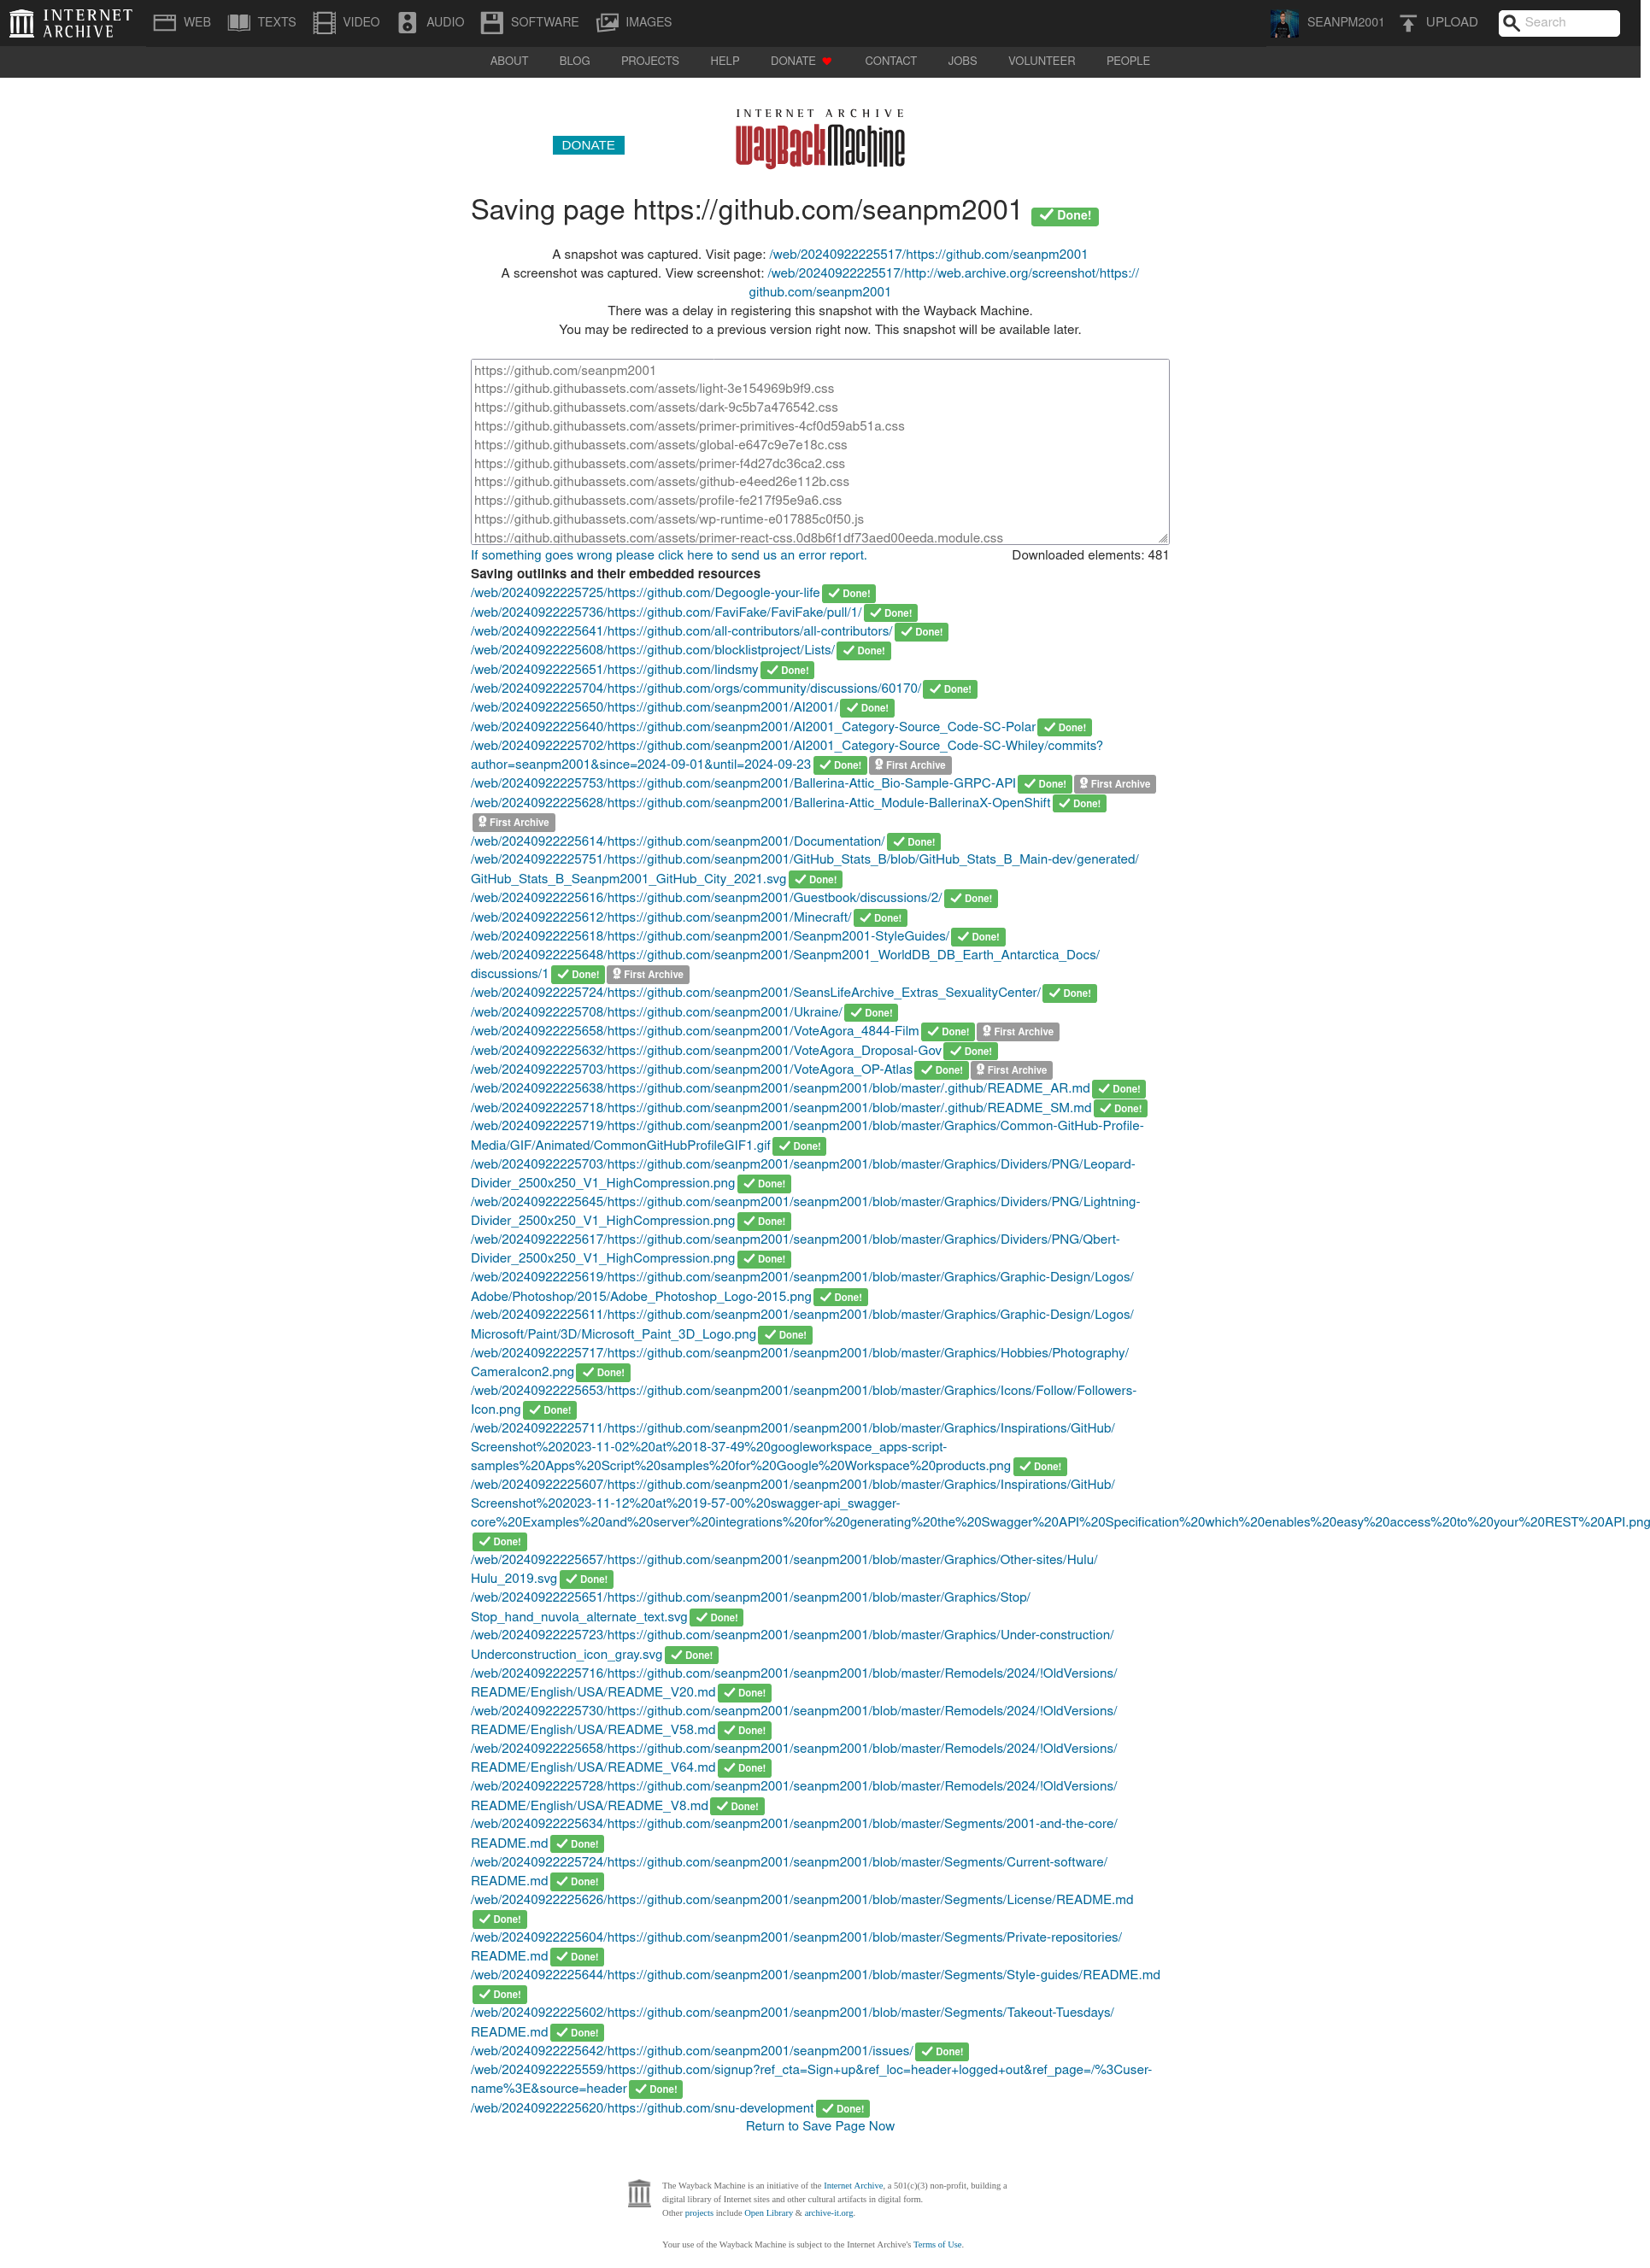 INTERNET ARCHIVE
WEB TEXTS VIDEO AUDIO SOFTWARE IMAGES SEANPM2001 UPLOAD Search
ABOUT BLOG PROJECTS HELP DONATE CONTACT JOBS VOLUNTEER PEOPLE
INTERNET ARCHIVE
DONATE WayBackMachine
Saving page https://github.com/seanpm2001 Done!
A snapshot was captured. Visit page: /web/20240922225517/https://github.com/seanpm2001
A screenshot was captured. View screenshot: /web/20240922225517/http://web.archive.org/screenshot/https://
github.com/seanpm2001
There was a delay in registering this snapshot with the Wayback Machine.
You may be redirected to a previous version right now. This snapshot will be available later.
https://github.com/seanpm2001
https://github.githubassets.com/assets/light-3e154969b9f9.css
https://github.githubassets.com/assets/dark-9c5b7a476542.css
https://github.githubassets.com/assets/primer-primitives-4cf0d59ab51a.css
https://github.githubassets.com/assets/global-e647c9e7e18c.css
https://github.githubassets.com/assets/primer-f4d27dc36ca2.css
https://github.githubassets.com/assets/github-e4eed26e112b.css
https://github.githubassets.com/assets/profile-fe217f95e9a6.css
https://github.githubassets.com/assets/wp-runtime-e017885c0f50.js
https://github.githubassets.com/assets/primer-react-css.0d8b6f1df73aed00eeda.module.css
If something goes wrong please click here to send us an error report. Downloaded elements: 481
Saving outlinks and their embedded resources
/web/20240922225725/https://github.com/Degoogle-your-life Done!
/web/20240922225736/https://github.com/FaviFake/FaviFake/pull/1/ Done!
/web/20240922225641/https://github.com/all-contributors/all-contributors/ Done!
/web/20240922225608/https://github.com/blocklistproject/Lists/ Done!
/web/20240922225651/https://github.com/lindsmy Done!
/web/20240922225704/https://github.com/orgs/community/discussions/60170/ Done!
/web/20240922225650/https://github.com/seanpm2001/AI2001/ Done!
/web/20240922225640/https://github.com/seanpm2001/AI2001_Category-Source_Code-SC-Polar Done!
/web/20240922225702/https://github.com/seanpm2001/AI2001_Category-Source_Code-SC-Whiley/commits?
author=seanpm2001&since=2024-09-01&until=2024-09-23 Done! First Archive
/web/20240922225753/https://github.com/seanpm2001/Ballerina-Attic_Bio-Sample-GRPC-API Done! First Archive
/web/20240922225628/https://github.com/seanpm2001/Ballerina-Attic_Module-BallerinaX-OpenShift Done!
First Archive
/web/20240922225614/https://github.com/seanpm2001/Documentation/ Done!
/web/20240922225751/https://github.com/seanpm2001/GitHub_Stats_B/blob/GitHub_Stats_B_Main-dev/generated/
GitHub_Stats_B_Seanpm2001_GitHub_City_2021.svg Done!
/web/20240922225616/https://github.com/seanpm2001/Guestbook/discussions/2/ Done!
/web/20240922225612/https://github.com/seanpm2001/Minecraft/ Done!
/web/20240922225618/https://github.com/seanpm2001/Seanpm2001-StyleGuides/ Done!
/web/20240922225648/https://github.com/seanpm2001/Seanpm2001_WorldDB_DB_Earth_Antarctica_Docs/
discussions/1 Done! First Archive
/web/20240922225724/https://github.com/seanpm2001/SeansLifeArchive_Extras_SexualityCenter/ Done!
/web/20240922225708/https://github.com/seanpm2001/Ukraine/ Done!
/web/20240922225658/https://github.com/seanpm2001/VoteAgora_4844-Film Done! First Archive
/web/20240922225632/https://github.com/seanpm2001/VoteAgora_Droposal-Gov Done!
/web/20240922225703/https://github.com/seanpm2001/VoteAgora_OP-Atlas Done! First Archive
/web/20240922225638/https://github.com/seanpm2001/seanpm2001/blob/master/.github/README_AR.md Done!
/web/20240922225718/https://github.com/seanpm2001/seanpm2001/blob/master/.github/README_SM.md Done!
/web/20240922225719/https://github.com/seanpm2001/seanpm2001/blob/master/Graphics/Common-GitHub-Profile-
Media/GIF/Animated/CommonGitHubProfileGIF1.gif Done!
/web/20240922225703/https://github.com/seanpm2001/seanpm2001/blob/master/Graphics/Dividers/PNG/Leopard-
Divider_2500x250_V1_HighCompression.png Done!
/web/20240922225645/https://github.com/seanpm2001/seanpm2001/blob/master/Graphics/Dividers/PNG/Lightning-
Divider_2500x250_V1_HighCompression.png Done!
/web/20240922225617/https://github.com/seanpm2001/seanpm2001/blob/master/Graphics/Dividers/PNG/Qbert-
Divider_2500x250_V1_HighCompression.png Done!
/web/20240922225619/https://github.com/seanpm2001/seanpm2001/blob/master/Graphics/Graphic-Design/Logos/
Adobe/Photoshop/2015/Adobe_Photoshop_Logo-2015.png Done!
/web/20240922225611/https://github.com/seanpm2001/seanpm2001/blob/master/Graphics/Graphic-Design/Logos/
Microsoft/Paint/3D/Microsoft_Paint_3D_Logo.png Done!
/web/20240922225717/https://github.com/seanpm2001/seanpm2001/blob/master/Graphics/Hobbies/Photography/
CameraIcon2.png Done!
/web/20240922225653/https://github.com/seanpm2001/seanpm2001/blob/master/Graphics/Icons/Follow/Followers-
Icon.png Done!
/web/20240922225711/https://github.com/seanpm2001/seanpm2001/blob/master/Graphics/Inspirations/GitHub/
Screenshot%202023-11-02%20at%2018-37-49%20googleworkspace_apps-script-
samples%20Apps%20Script%20samples%20for%20Google%20Workspace%20products.png Done!
/web/20240922225607/https://github.com/seanpm2001/seanpm2001/blob/master/Graphics/Inspirations/GitHub/
Screenshot%202023-11-12%20at%2019-57-00%20swagger-api_swagger-
core%20Examples%20and%20server%20integrations%20for%20generating%20the%20Swagger%20API%20Specification%20which%20enables%20easy%20access%20to%20your%20REST%20API.png
Done!
/web/20240922225657/https://github.com/seanpm2001/seanpm2001/blob/master/Graphics/Other-sites/Hulu/
Hulu_2019.svg Done!
/web/20240922225651/https://github.com/seanpm2001/seanpm2001/blob/master/Graphics/Stop/
Stop_hand_nuvola_alternate_text.svg Done!
/web/20240922225723/https://github.com/seanpm2001/seanpm2001/blob/master/Graphics/Under-construction/
Underconstruction_icon_gray.svg Done!
/web/20240922225716/https://github.com/seanpm2001/seanpm2001/blob/master/Remodels/2024/!OldVersions/
README/English/USA/README_V20.md Done!
/web/20240922225730/https://github.com/seanpm2001/seanpm2001/blob/master/Remodels/2024/!OldVersions/
README/English/USA/README_V58.md Done!
/web/20240922225658/https://github.com/seanpm2001/seanpm2001/blob/master/Remodels/2024/!OldVersions/
README/English/USA/README_V64.md Done!
/web/20240922225728/https://github.com/seanpm2001/seanpm2001/blob/master/Remodels/2024/!OldVersions/
README/English/USA/README_V8.md Done!
/web/20240922225634/https://github.com/seanpm2001/seanpm2001/blob/master/Segments/2001-and-the-core/
README.md Done!
/web/20240922225724/https://github.com/seanpm2001/seanpm2001/blob/master/Segments/Current-software/
README.md Done!
/web/20240922225626/https://github.com/seanpm2001/seanpm2001/blob/master/Segments/License/README.md
Done!
/web/20240922225604/https://github.com/seanpm2001/seanpm2001/blob/master/Segments/Private-repositories/
README.md Done!
/web/20240922225644/https://github.com/seanpm2001/seanpm2001/blob/master/Segments/Style-guides/README.md
Done!
/web/20240922225602/https://github.com/seanpm2001/seanpm2001/blob/master/Segments/Takeout-Tuesdays/
README.md Done!
/web/20240922225642/https://github.com/seanpm2001/seanpm2001/issues/ Done!
/web/20240922225559/https://github.com/signup?ref_cta=Sign+up&ref_loc=header+logged+out&ref_page=/%3Cuser-
name%3E&source=header Done!
/web/20240922225620/https://github.com/snu-development Done!
Return to Save Page Now
The Wayback Machine is an initiative of the Internet Archive, a 501(c)(3) non-profit, building a
digital library of Internet sites and other cultural artifacts in digital form.
Other projects include Open Library & archive-it.org.
Your use of the Wayback Machine is subject to the Internet Archive's Terms of Use.